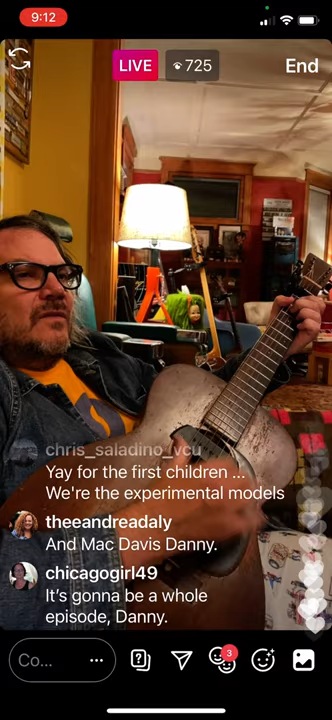 9:12
LIVE
725
End
chris_saladino_vcu
Yay for the first children ...
We're the experimental models
theeandreadaly
And Mac Davis Danny.
chicagogirl49
It's gonna be a whole
episode, Danny.
Co...
3